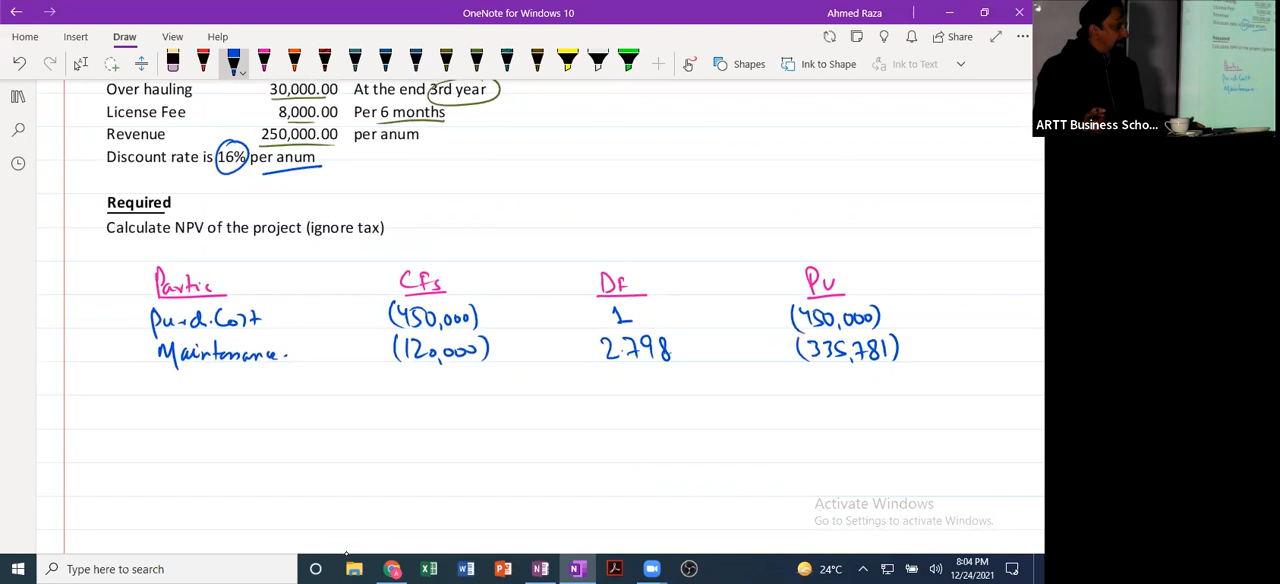 OneNote for Windows 10
Ahmed Raza
Home Insert Draw View Help Share
Shapes Ink to Shape Ink to Text
Over hauling 30,000.00 At the end 3rd year
License Fee 8,000.00 Per 6 months
Revenue 250,000.00 per anum
Discount rate is 16% per anum
Required
Calculate NPV of the project (ignore tax)
Partic CFs DF PV
Purch. Cost (450,000) 1 (450,000)
Maintenance. (120,000) 2.798 (335,781)
ARTT Business Scho...
Activate Windows
Go to Settings to activate Windows.
Type here to search
24°C
8:04 PM
12/24/2021